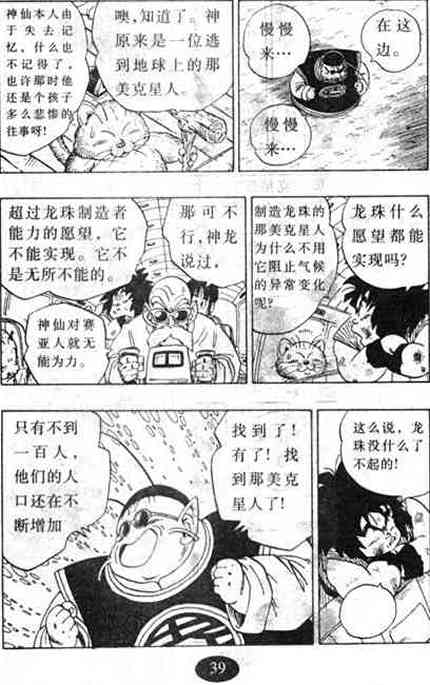 在这
边。
慢慢
来…
慢慢
来…
噢,知道了。神
原来是一位逃
到地球上的那
美克星人。
神仙本人由
于失去记
忆,什么也
不记得了,
也许那时他
还是个孩子
多么悲惨的
往事呀!
龙珠什么
愿望都能
实现吗?
制造龙珠的
那美克星人
为什么不用
它阻止气候
的异常变化
呢?
那可不
行,神龙
说过,
超过龙珠制造者
能力的愿望,它
不能实现。它不
是无所不能的。
神仙对赛
亚人就无
能为力。
这么说,龙
珠没什么了
不起的!
找到了!
有了!找
到那美克
星人了!
只有不到
一百人,
他们的人
口还在不
断增加
39